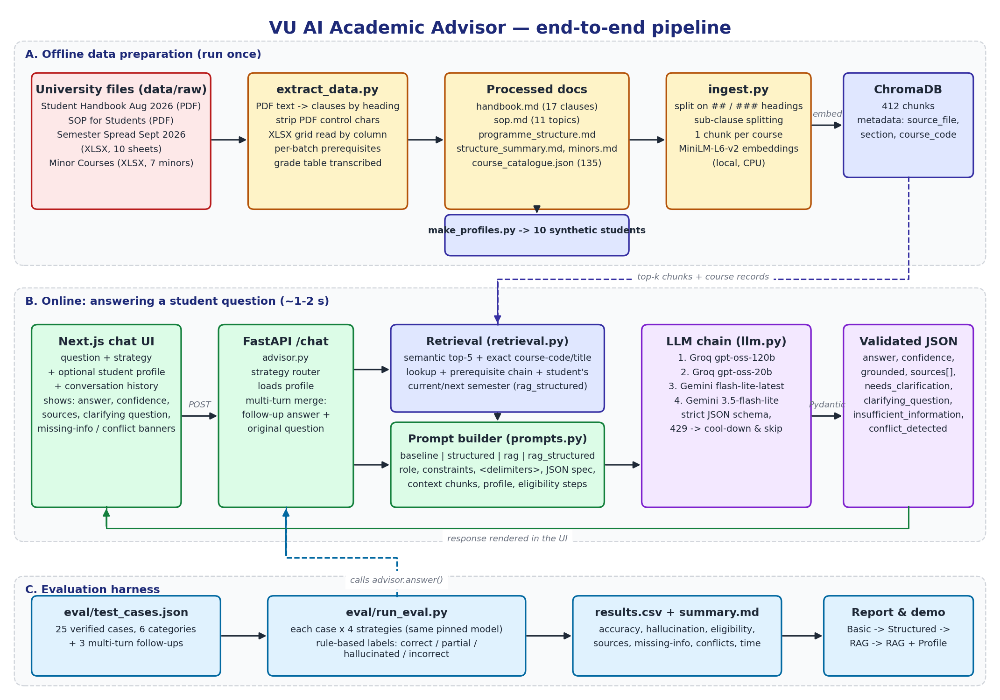 VU AI Academic Advisor — end-to-end pipeline
A. Offline data preparation (run once)
University files (data/raw)
Student Handbook Aug 2026 (PDF)
SOP for Students (PDF)
Semester Spread Sept 2026
(XLSX, 10 sheets)
Minor Courses (XLSX, 7 minors)
extract_data.py
PDF text -> clauses by heading
strip PDF control chars
XLSX grid read by column
per-batch prerequisites
grade table transcribed
Processed docs
handbook.md (17 clauses)
sop.md (11 topics)
programme_structure.md
structure_summary.md, minors.md
course_catalogue.json (135)
ingest.py
split on ## / ### headings
sub-clause splitting
1 chunk per course
MiniLM-L6-v2 embeddings
(local, CPU)
embed
ChromaDB
412 chunks
metadata: source_file,
section, course_code
make_profiles.py -> 10 synthetic students
top-k chunks + course records
B. Online: answering a student question (~1-2 s)
Next.js chat UI
question + strategy
+ optional student profile
+ conversation history
shows: answer, confidence,
sources, clarifying question,
missing-info / conflict banners
POST
FastAPI /chat
advisor.py
strategy router
loads profile
multi-turn merge:
follow-up answer +
original question
Retrieval (retrieval.py)
semantic top-5 + exact course-code/title
lookup + prerequisite chain + student's
current/next semester (rag_structured)
Prompt builder (prompts.py)
baseline | structured | rag | rag_structured
role, constraints, <delimiters>, JSON spec,
context chunks, profile, eligibility steps
LLM chain (llm.py)
1. Groq gpt-oss-120b
2. Groq gpt-oss-20b
3. Gemini flash-lite-latest
4. Gemini 3.5-flash-lite
strict JSON schema,
429 -> cool-down & skip
Pydantic
Validated JSON
answer, confidence,
grounded, sources[],
needs_clarification,
clarifying_question,
insufficient_information,
conflict_detected
response rendered in the UI
calls advisor.answer()
C. Evaluation harness
eval/test_cases.json
25 verified cases, 6 categories
+ 3 multi-turn follow-ups
eval/run_eval.py
each case x 4 strategies (same pinned model)
rule-based labels: correct / partial /
hallucinated / incorrect
results.csv + summary.md
accuracy, hallucination, eligibility,
sources, missing-info, conflicts, time
Report & demo
Basic -> Structured ->
RAG -> RAG + Profile